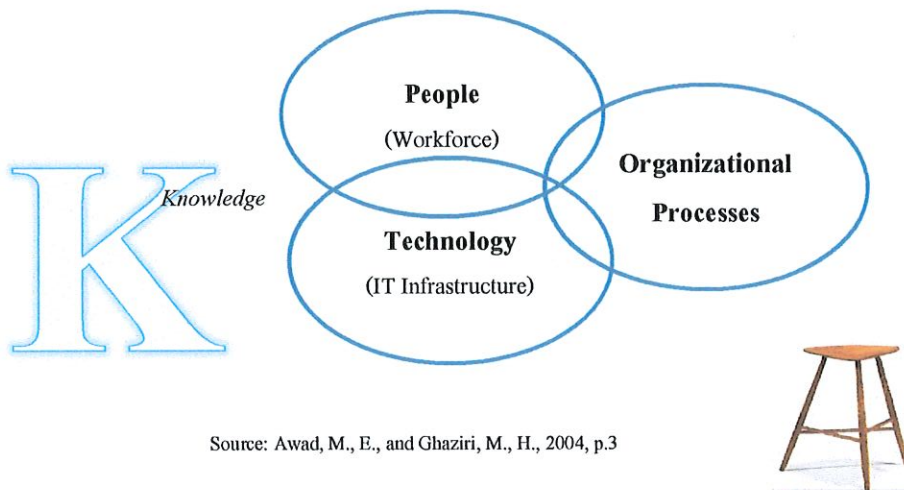 People
(Workforce)
Organizational
Processes
K
Knowledge
Technology
(IT Infrastructure)
Source: Awad, M., E., and Ghaziri, M., H., 2004, p.3